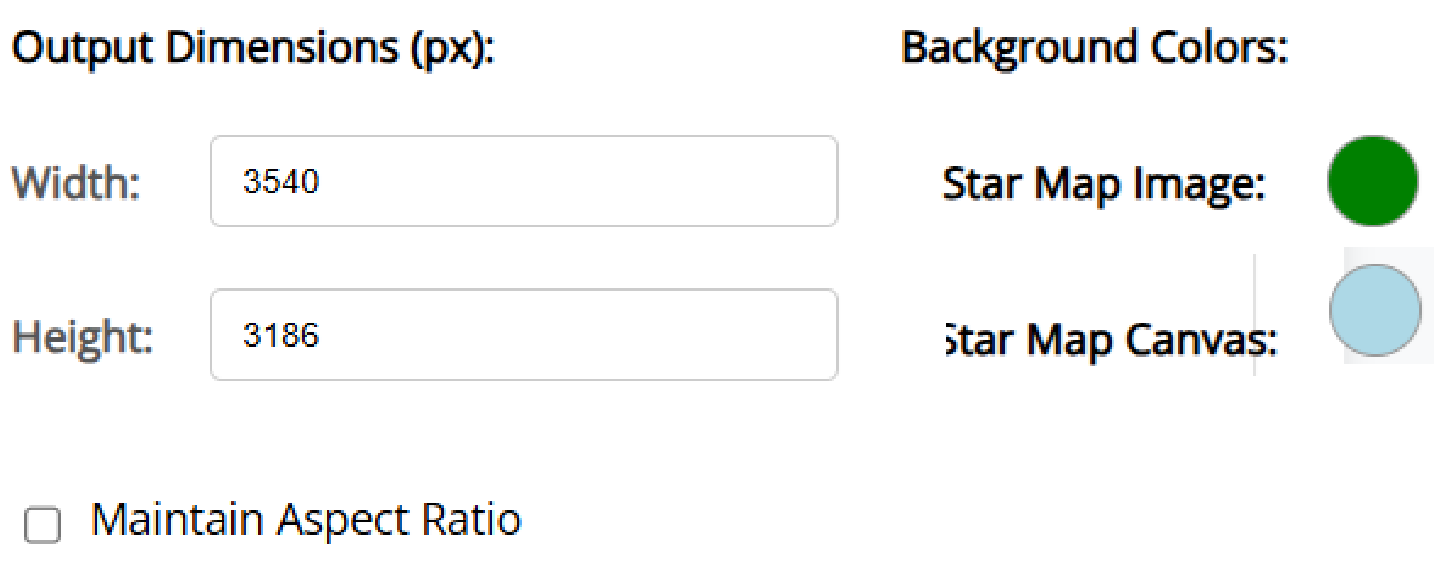 Output Dimensions (px):
Background Colors:
Width:
3540
Star Map Image:
Height:
3186
Star Map Canvas:
Maintain Aspect Ratio